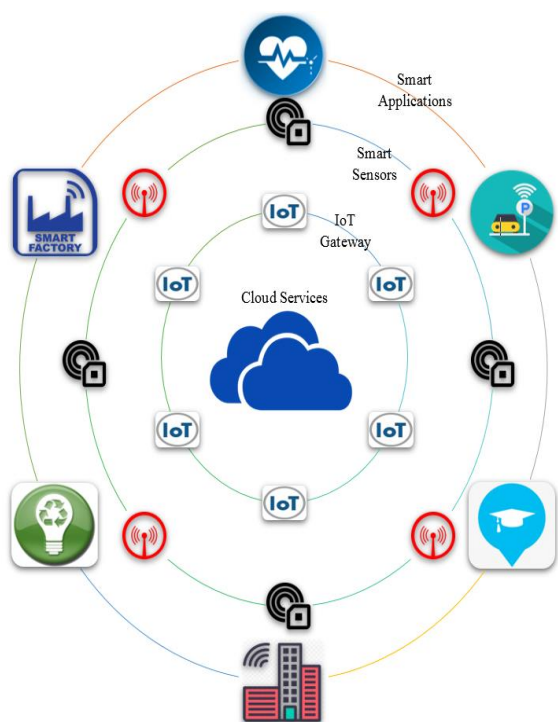 Smart
Applications
Smart
Sensors
P
SMART
FACTORY
IoT
IoT
Gateway
IoT
IoT
Cloud Services
IoT
IoT
IoT